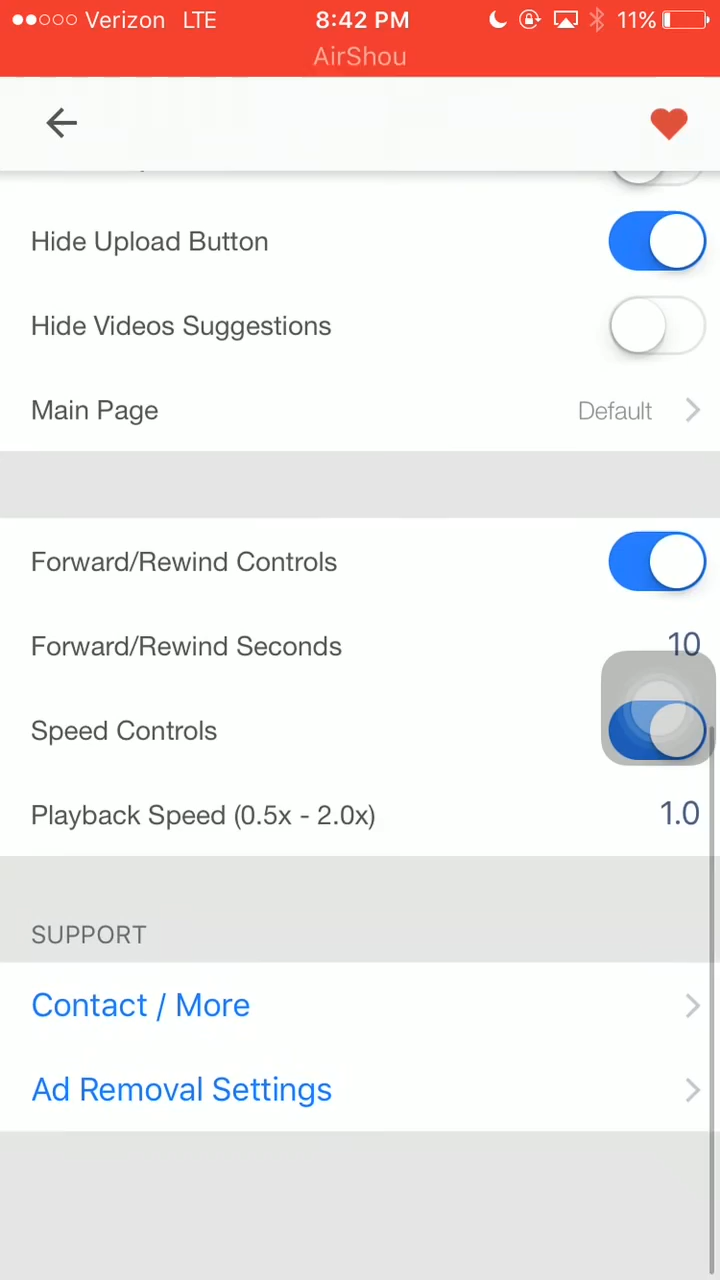 Verizon LTE 8:42 PM 11%
AirShou
Hide Upload Button
Hide Videos Suggestions
Main Page Default
Forward/Rewind Controls
Forward/Rewind Seconds 10
Speed Controls
Playback Speed (0.5x - 2.0x) 1.0
SUPPORT
Contact / More
Ad Removal Settings